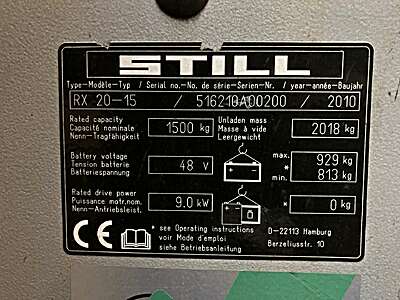 STILL
Type-Modèle-Typ / Serial no.-No. de série-Serien-Nr. / year-année-Baujahr
RX 20-15 / 516210A00200 / 2010
Rated capacity
Capacité nominale
Nenn-Tragfähigkeit
1500 kg
Unladen mass
Masse à vide
Leergewicht
2018 kg
Battery voltage
Tension batterie
Batteriespannung
48 V
max. 929 kg
*
min. 813 kg
Rated drive power
Puissance motr.nom.
Nenn-Antriebsleist.
9.0 kW
* 0 kg
CE
* see Operating instructions
voir Mode d'emploi
siehe Betriebsanleitung
D-22113 Hamburg
Berzeliusstr. 10